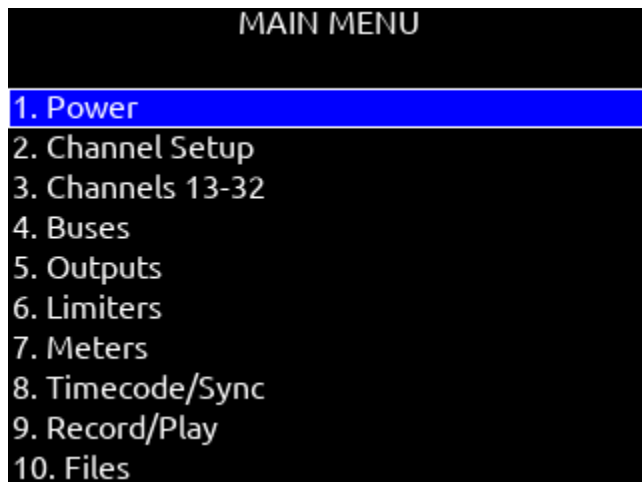 MAIN MENU
1. Power
2. Channel Setup
3. Channels 13-32
4. Buses
5. Outputs
6. Limiters
7. Meters
8. Timecode/Sync
9. Record/Play
10. Files